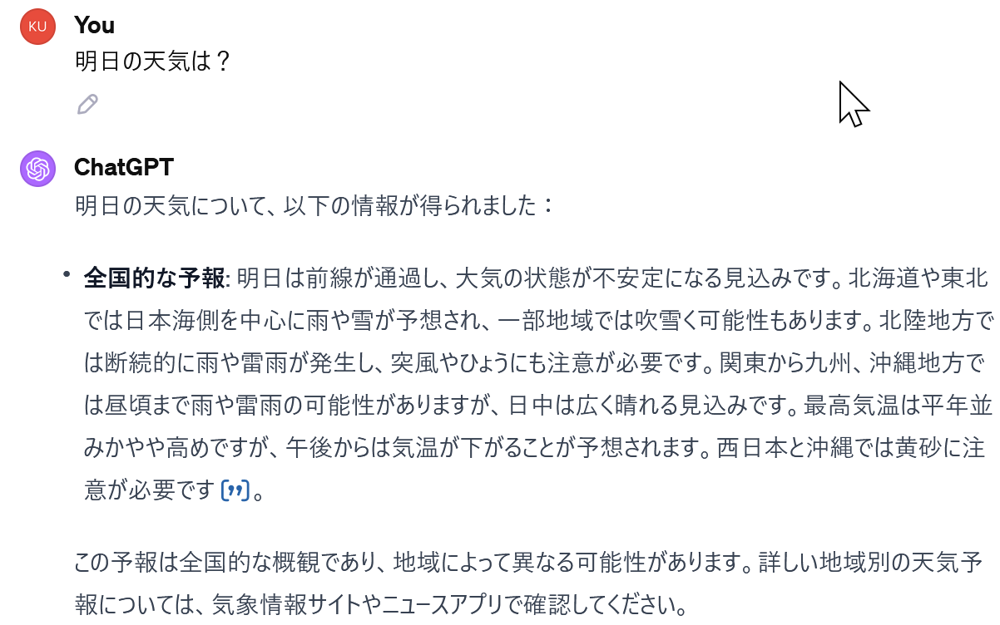 KU
You
明日の天気は？
ChatGPT
明日の天気について、以下の情報が得られました：
• 全国的な予報: 明日は前線が通過し、大気の状態が不安定になる見込みです。北海道や東北
では日本海側を中心に雨や雪が予想され、一部地域では吹雪く可能性もあります。北陸地方で
は断続的に雨や雷雨が発生し、突風やひょうにも注意が必要です。関東から九州、沖縄地方で
は昼頃まで雨や雷雨の可能性がありますが、日中は広く晴れる見込みです。最高気温は平年並
みかやや高めですが、午後からは気温が下がることが予想されます。西日本と沖縄では黄砂に注
意が必要です [❞]。
この予報は全国的な概観であり、地域によって異なる可能性があります。詳しい地域別の天気予
報については、気象情報サイトやニュースアプリで確認してください。